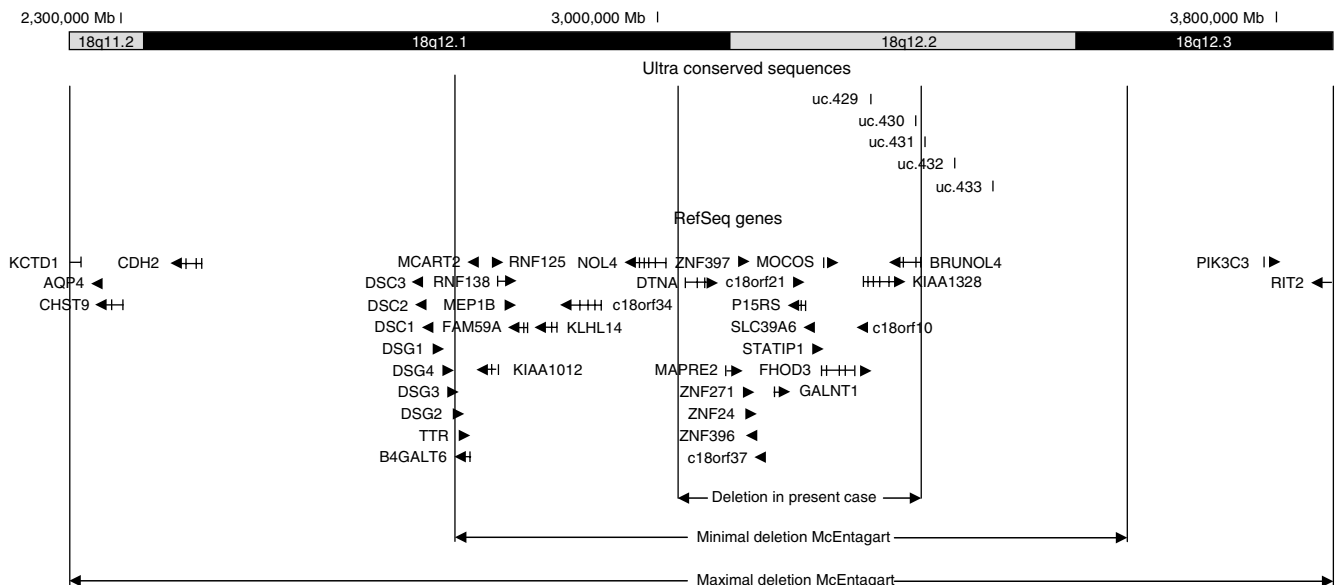 2,300,000 Mb 3,000,000 Mb 3,800,000 Mb
18q11.2 18q12.1 18q12.2 18q12.3
Ultra conserved sequences
uc.429
uc.430
uc.431
uc.432
uc.433
RefSeq genes
KCTD1 CDH2 MCART2 RNF125 NOL4 ZNF397 MOCOS BRUNOL4 PIK3C3
AQP4 DSC3 RNF138 DTNA c18orf21 KIAA1328 RIT2
CHST9 DSC2 MEP1B c18orf34 P15RS
DSC1 FAM59A KLHL14 SLC39A6 c18orf10
DSG1 STATIP1
DSG4 KIAA1012 MAPRE2 FHOD3
DSG3 ZNF271 GALNT1
DSG2 ZNF24
TTR ZNF396
B4GALT6 c18orf37
Deletion in present case
Minimal deletion McEntagart
Maximal deletion McEntagart